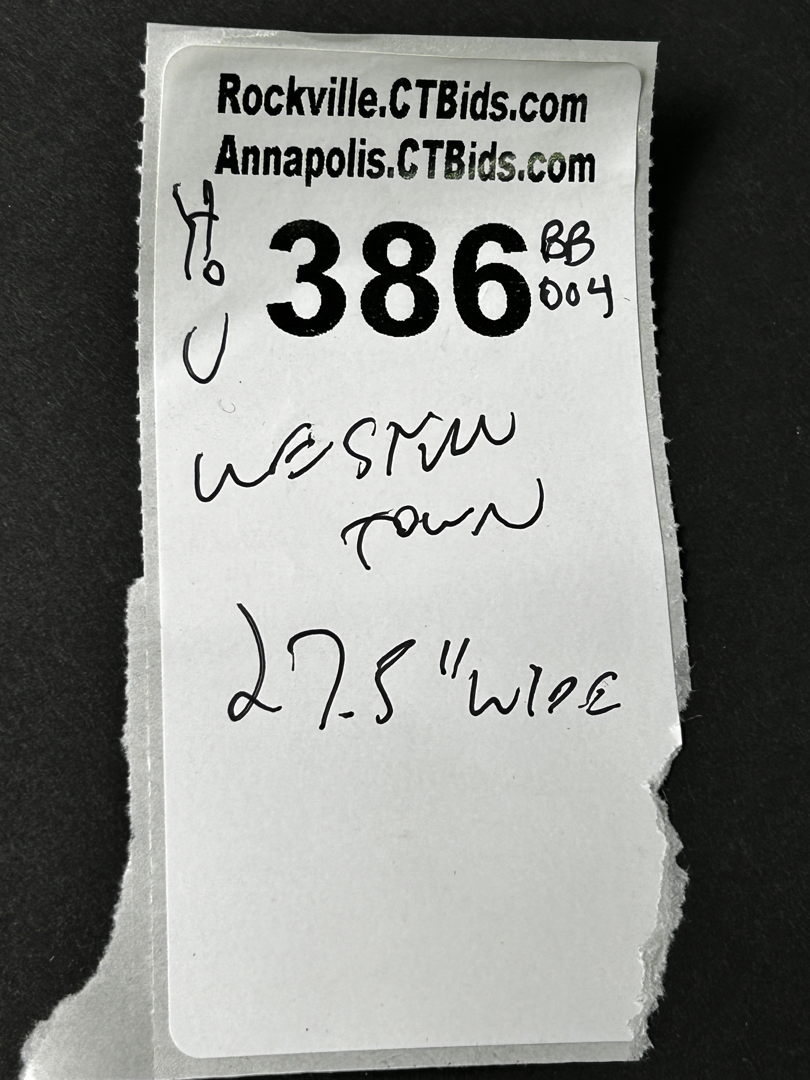 Rockville.CTBids.com
Annapolis.CTBids.com
386
BB
004
WESTERN
TOWN
27.5" WIDE